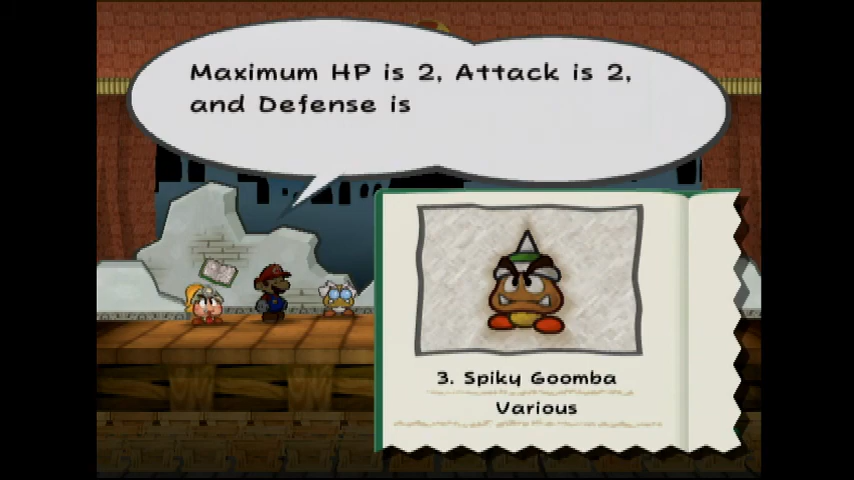 Maximum HP is 2, Attack is 2,
and Defense is
3. Spiky Goomba
Various